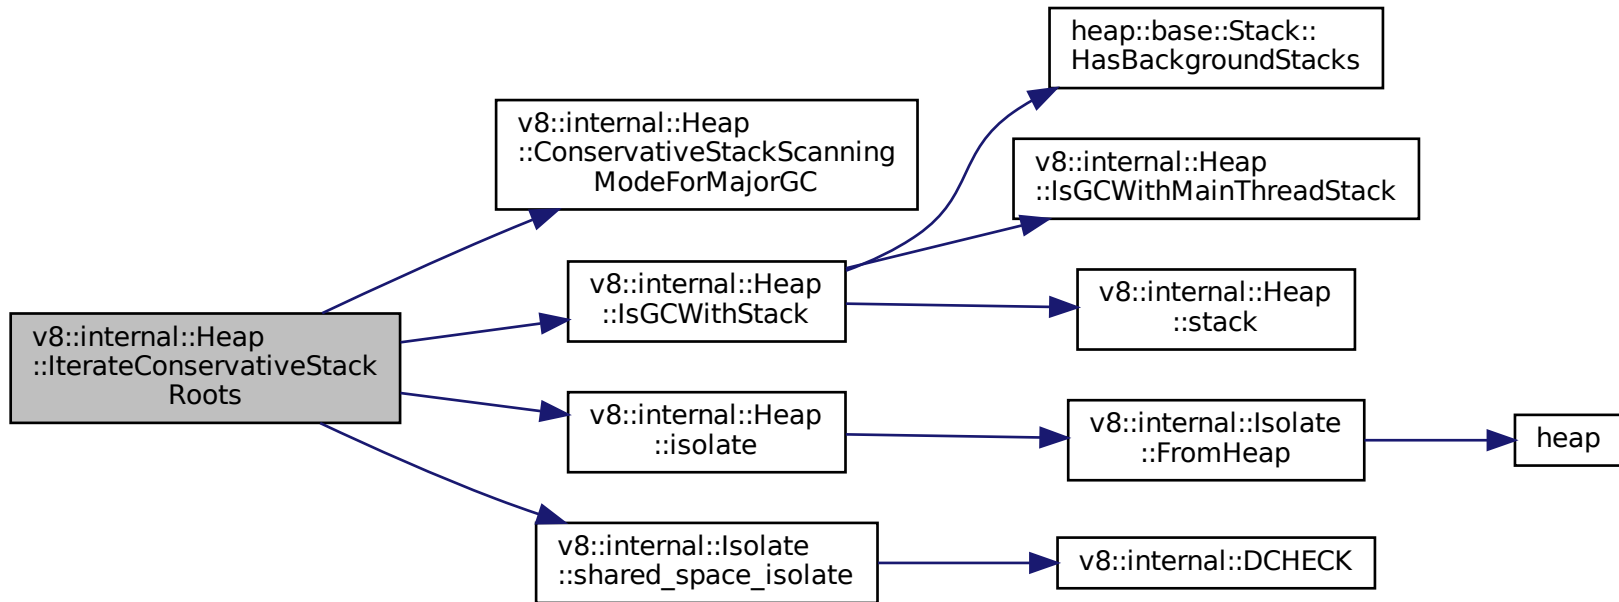 v8::internal::Heap
::IterateConservativeStack
Roots
v8::internal::Heap
::ConservativeStackScanning
ModeForMajorGC
v8::internal::Heap
::IsGCWithStack
heap::base::Stack::
HasBackgroundStacks
v8::internal::Heap
::IsGCWithMainThreadStack
v8::internal::Heap
::stack
v8::internal::Heap
::isolate
v8::internal::Isolate
::FromHeap
heap
v8::internal::Isolate
::shared_space_isolate
v8::internal::DCHECK